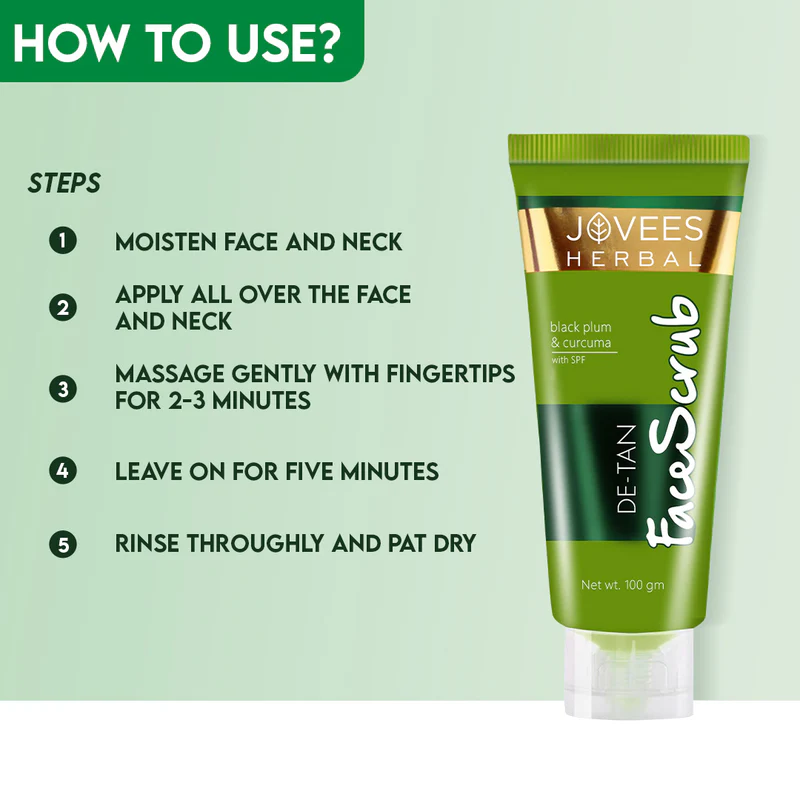 HOW TO USE?
STEPS
1 MOISTEN FACE AND NECK
2 APPLY ALL OVER THE FACE
AND NECK
3 MASSAGE GENTLY WITH FINGERTIPS
FOR 2-3 MINUTES
4 LEAVE ON FOR FIVE MINUTES
5 RINSE THROUGHLY AND PAT DRY
JOVEES
HERBAL
black plum
& curcuma
with SPF
DE-TAN
Face Scrub
Net wt. 100 gm